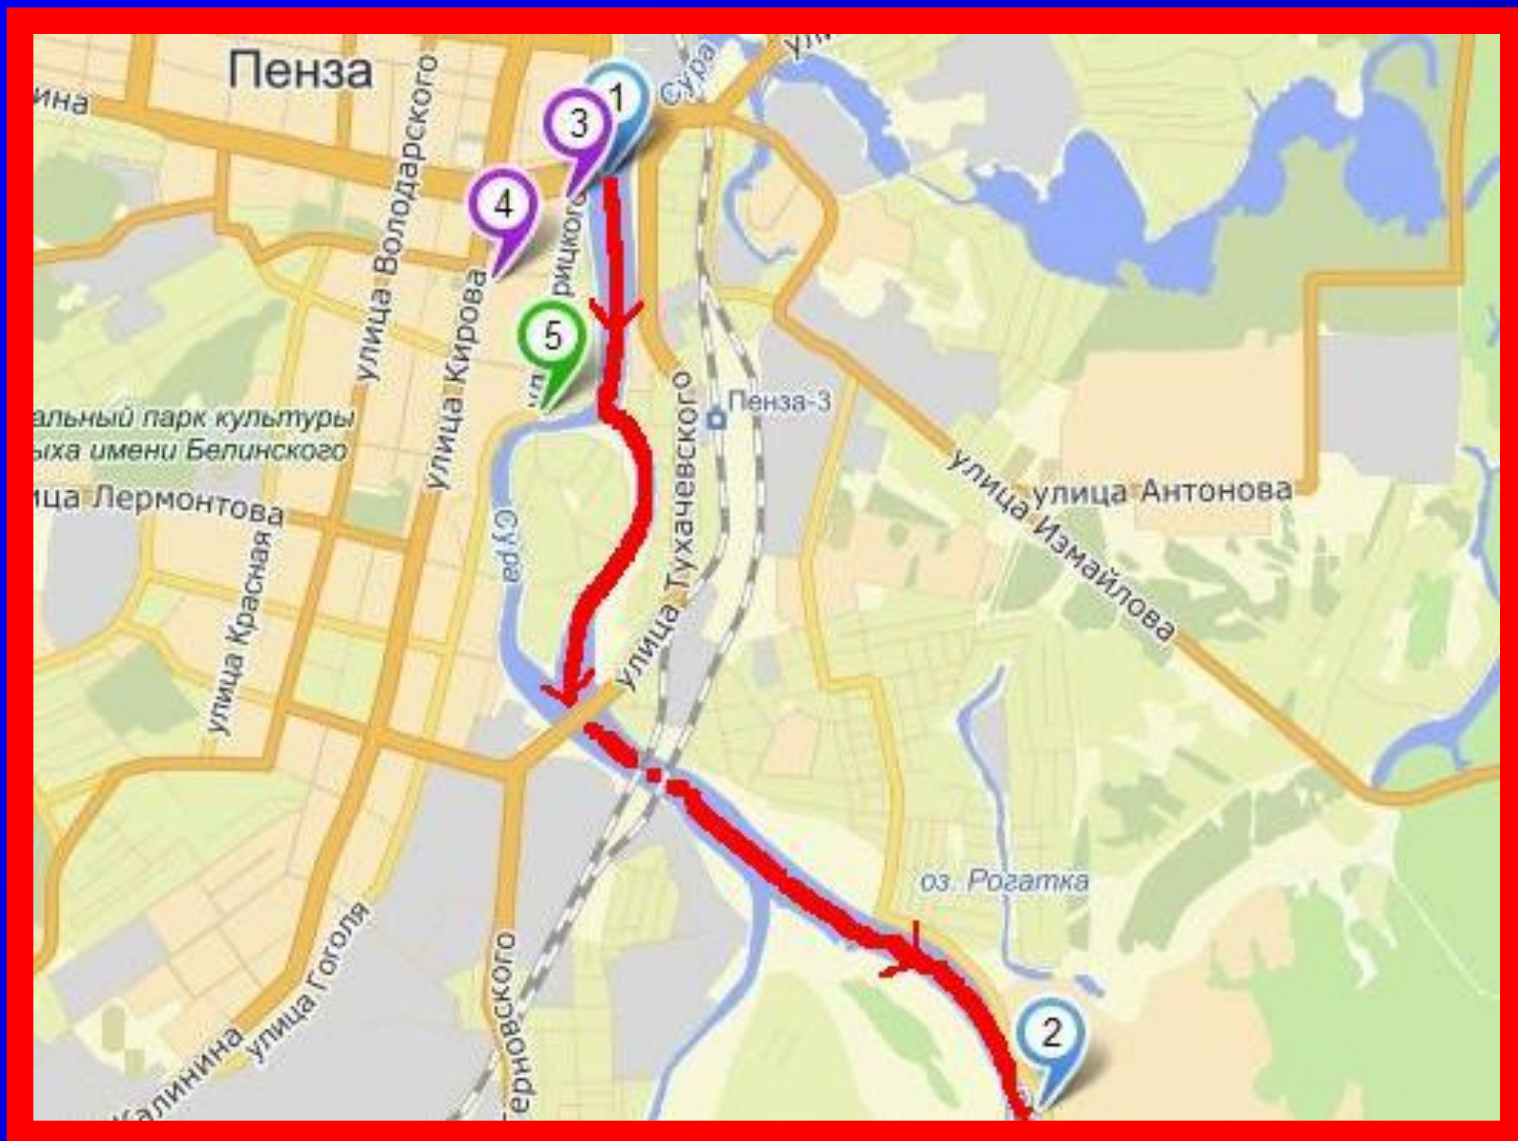 Пенза
Сура
ули
ина
1
3
4
улица Володарского
рицкого
5
ул
улица Кирова
Пенза-3
альный парк культуры
ыха имени Белинского
ица Лермонтова
улица Тухачевского
улица Антонова
улица Измайлова
Сура
улица Красная
оз. Рогатка
улица Гоголя
Калинина
ерновского
2